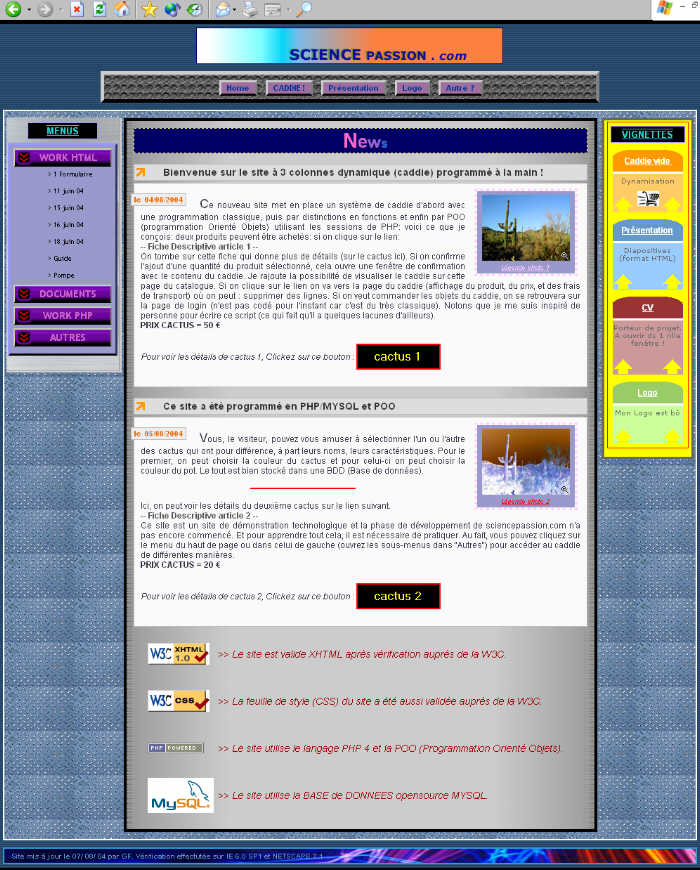 SCIENCE PASSION . com
Home CADDIE ! Présentation Logo Autre ?
MENUS
WORK HTML
> 1 Formulaire
> 11 juin 04
> 15 juin 04
> 16 juin 04
> 18 juin 04
> Guide
> Pompe
DOCUMENTS
WORK PHP
AUTRES
News
Bienvenue sur le site à 3 colonnes dynamique (caddie) programmé à la main !
le 04/08/2004
Ce nouveau site met en place un système de caddie d'abord avec
une programmation classique, puis par distinctions en fonctions et enfin par POO
(programmation Orienté Objets) utilisant les sessions de PHP: voici ce que je
conçois: deux produits peuvent être achetés: si on clique sur le lien:
-- Fiche Descriptive article 1 --
On tombe sur cette fiche qui donne plus de détails (sur le cactus ici). Si on confirme
l'ajout d'une quantité du produit sélectionné, cela ouvre une fenêtre de confirmation
avec le contenu du caddie. Je rajoute la possibilité de visualiser le caddie sur cette
page du catalogue. Si on clique sur le lien on va vers la page du caddie (affichage du produit, du prix, et des frais
de transport) où on peut : supprimer des lignes. Si on veut commander les objets du caddie, on se retrouvera sur
la page de login (n'est pas codé pour l'instant car c'est du très classique). Notons que je me suis inspiré de
personne pour écrire ce script (ce qui fait qu'il a quelques lacunes d'ailleurs).
PRIX CACTUS = 50 €
Pour voir les détails de cactus 1, Clickez sur ce bouton : cactus 1
Ce site a été programmé en PHP/MYSQL et POO
le 05/08/2004
Vous, le visiteur, pouvez vous amuser à sélectionner l'un ou l'autre
des cactus qui ont pour différence, à part leurs noms, leurs caractéristiques. Pour le
premier, on peut choisir la couleur du cactus et pour celui-ci on peut choisir la
couleur du pot. Le tout est bien stocké dans une BDD (Base de données).
Ici, on peut voir les détails du deuxième cactus sur le lien suivant.
-- Fiche Descriptive article 2 --
Ce site est un site de démonstration technologique et la phase de développement de sciencepassion.com n'a
pas encore commencé. Et pour apprendre tout cela, il est nécessaire de pratiquer. Au fait, vous pouvez cliquer sur
le menu du haut de page ou dans celui de gauche (ouvrez les sous-menus dans "Autres") pour accéder au caddie
de différentes manières.
PRIX CACTUS = 20 €
Pour voir les détails de cactus 2, Clickez sur ce bouton : cactus 2
W3C XHTML 1.0 >> Le site est valide XHTML après vérification auprès de la W3C.
W3C CSS >> La feuille de style (CSS) du site a été aussi validée auprès de la W3C.
PHP POWERED >> Le site utilise le langage PHP 4 et la POO (Programmation Orienté Objets).
MySQL >> Le site utilise la BASE de DONNEES opensource MYSQL.
VIGNETTES
Caddie vide
Dynamisation
Présentation
Diapositives
(format HTML)
CV
Porteur de projet.
A ouvrir ds 1 nlle
fenêtre !
Logo
Mon Logo est bô
Site mis à jour le 07/09/04 par GF. Vérification effectutée sur IE 6.0 SP1 et NETSCAPE 7.1